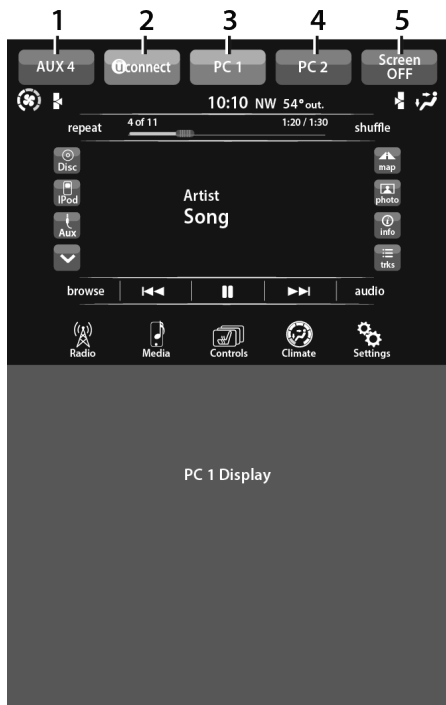 1 2 3 4 5
AUX 4 uconnect PC 1 PC 2 Screen OFF
10:10 NW 54° out.
repeat 4 of 11 1:20 / 1:30 shuffle
Disc map
IPod Artist photo
Song
Aux info
trks
browse audio
Radio Media Controls Climate Settings
PC 1 Display